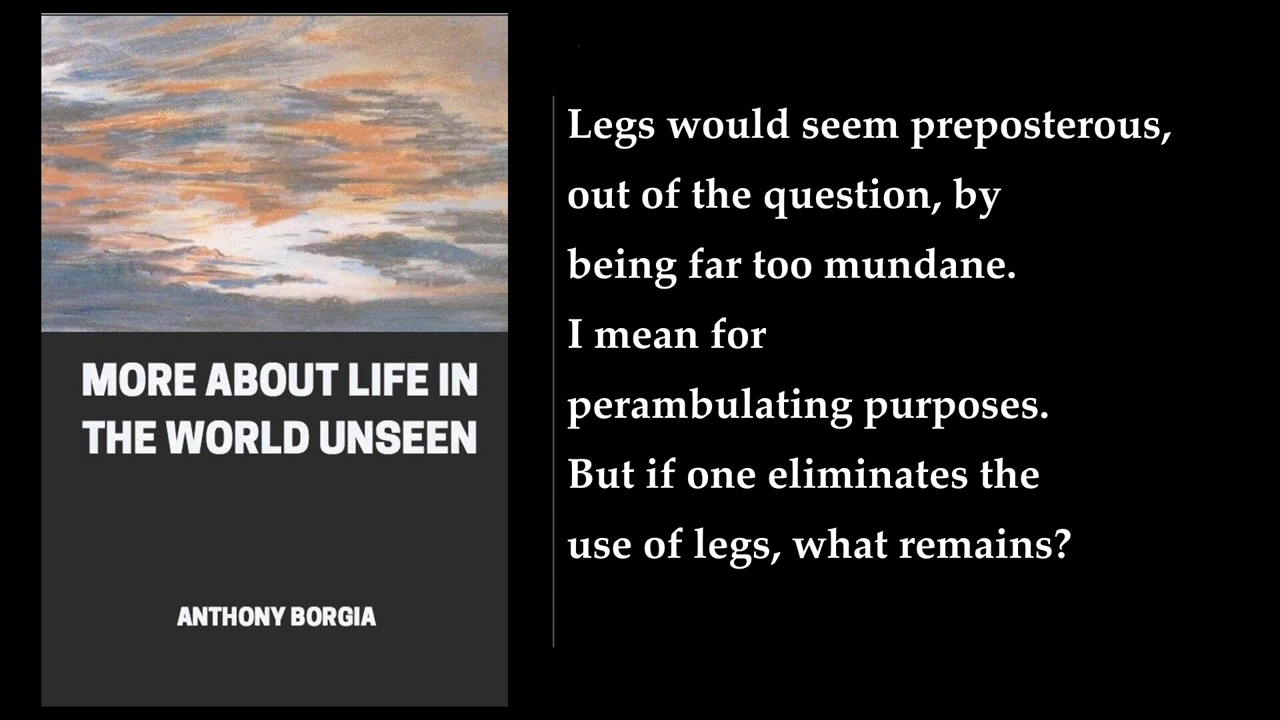 MORE ABOUT LIFE IN
THE WORLD UNSEEN
ANTHONY BORGIA
Legs would seem preposterous,
out of the question, by
being far too mundane.
I mean for
perambulating purposes.
But if one eliminates the
use of legs, what remains?